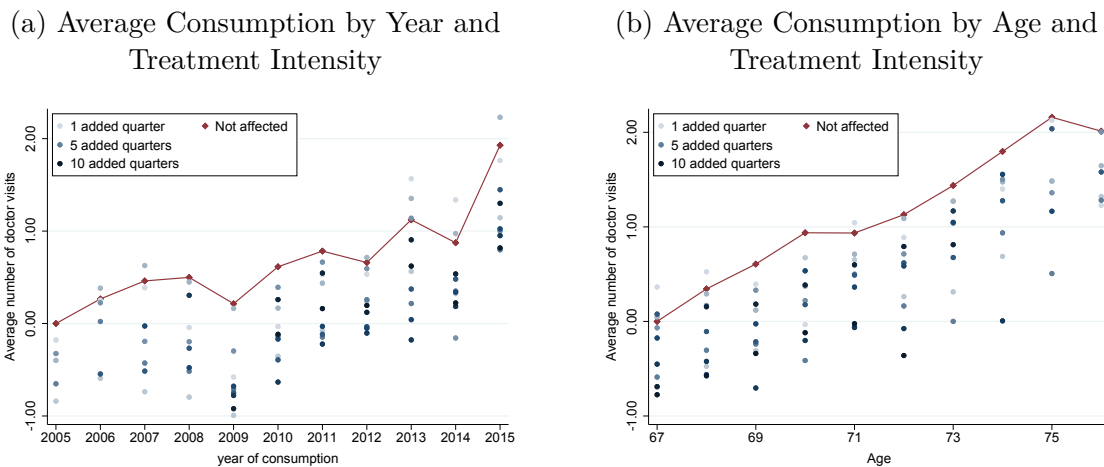 (a) Average Consumption by Year and
Treatment Intensity
1 added quarter
Not affected
5 added quarters
10 added quarters
Average number of doctor visits
2.00
1.00
0.00
-1.00
2005 2006 2007 2008 2009 2010 2011 2012 2013 2014 2015
year of consumption
(b) Average Consumption by Age and
Treatment Intensity
1 added quarter
Not affected
5 added quarters
10 added quarters
Average number of doctor visits
2.00
1.00
0.00
-1.00
67 69 71 73 75
Age